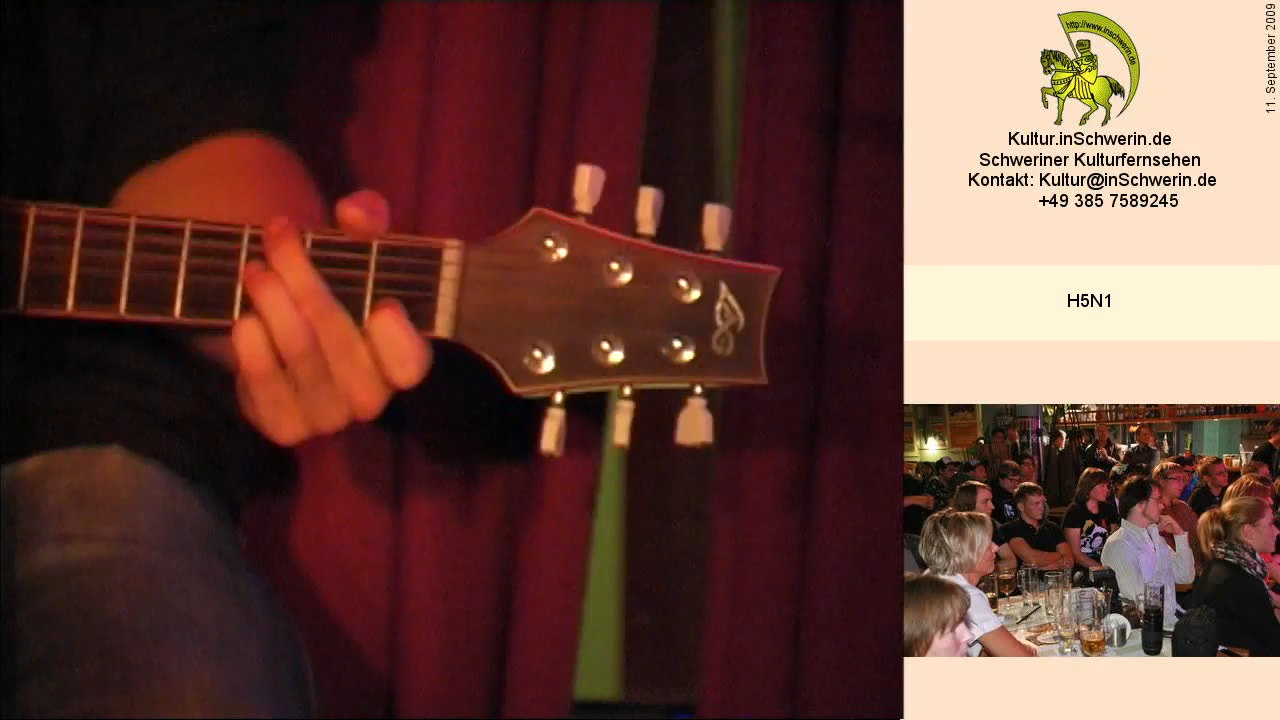 http://www.inschwerin.de
11. September 2009
Kultur.inSchwerin.de
Schweriner Kulturfernsehen
Kontakt: Kultur@inSchwerin.de
+49 385 7589245
H5N1